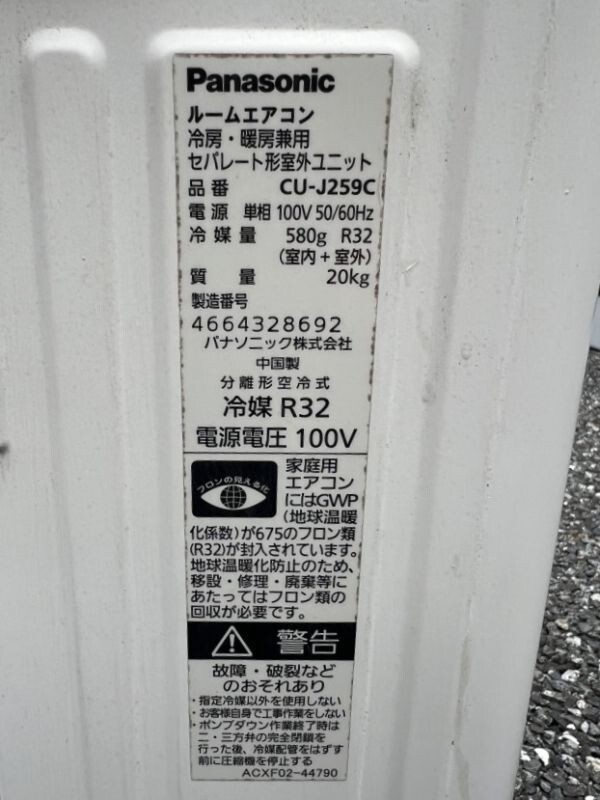 Panasonic
ルームエアコン
冷房・暖房兼用
セパレート形室外ユニット
品番 CU-J259C
電源 単相 100V 50/60Hz
冷媒量 580g R32
（室内＋室外）
質量 20kg
製造番号
4664328692
パナソニック株式会社
中国製
分離形空冷式
冷媒 R32
電源電圧 100V
フロンの見える化
家庭用
エアコン
にはGWP
（地球温暖
化係数）が675のフロン類
(R32)が封入されています。
地球温暖化防止のため、
移設・修理・廃棄等に
あたってはフロン類の
回収が必要です。
警告
故障・破裂など
のおそれあり
・指定冷媒以外を使用しない
・お客様自身で工事作業をしない
・ポンプダウン作業終了時は
二・三方弁の完全閉鎖を
行った後、冷媒配管をはずす
前に圧縮機を停止する
ACXF02-44790